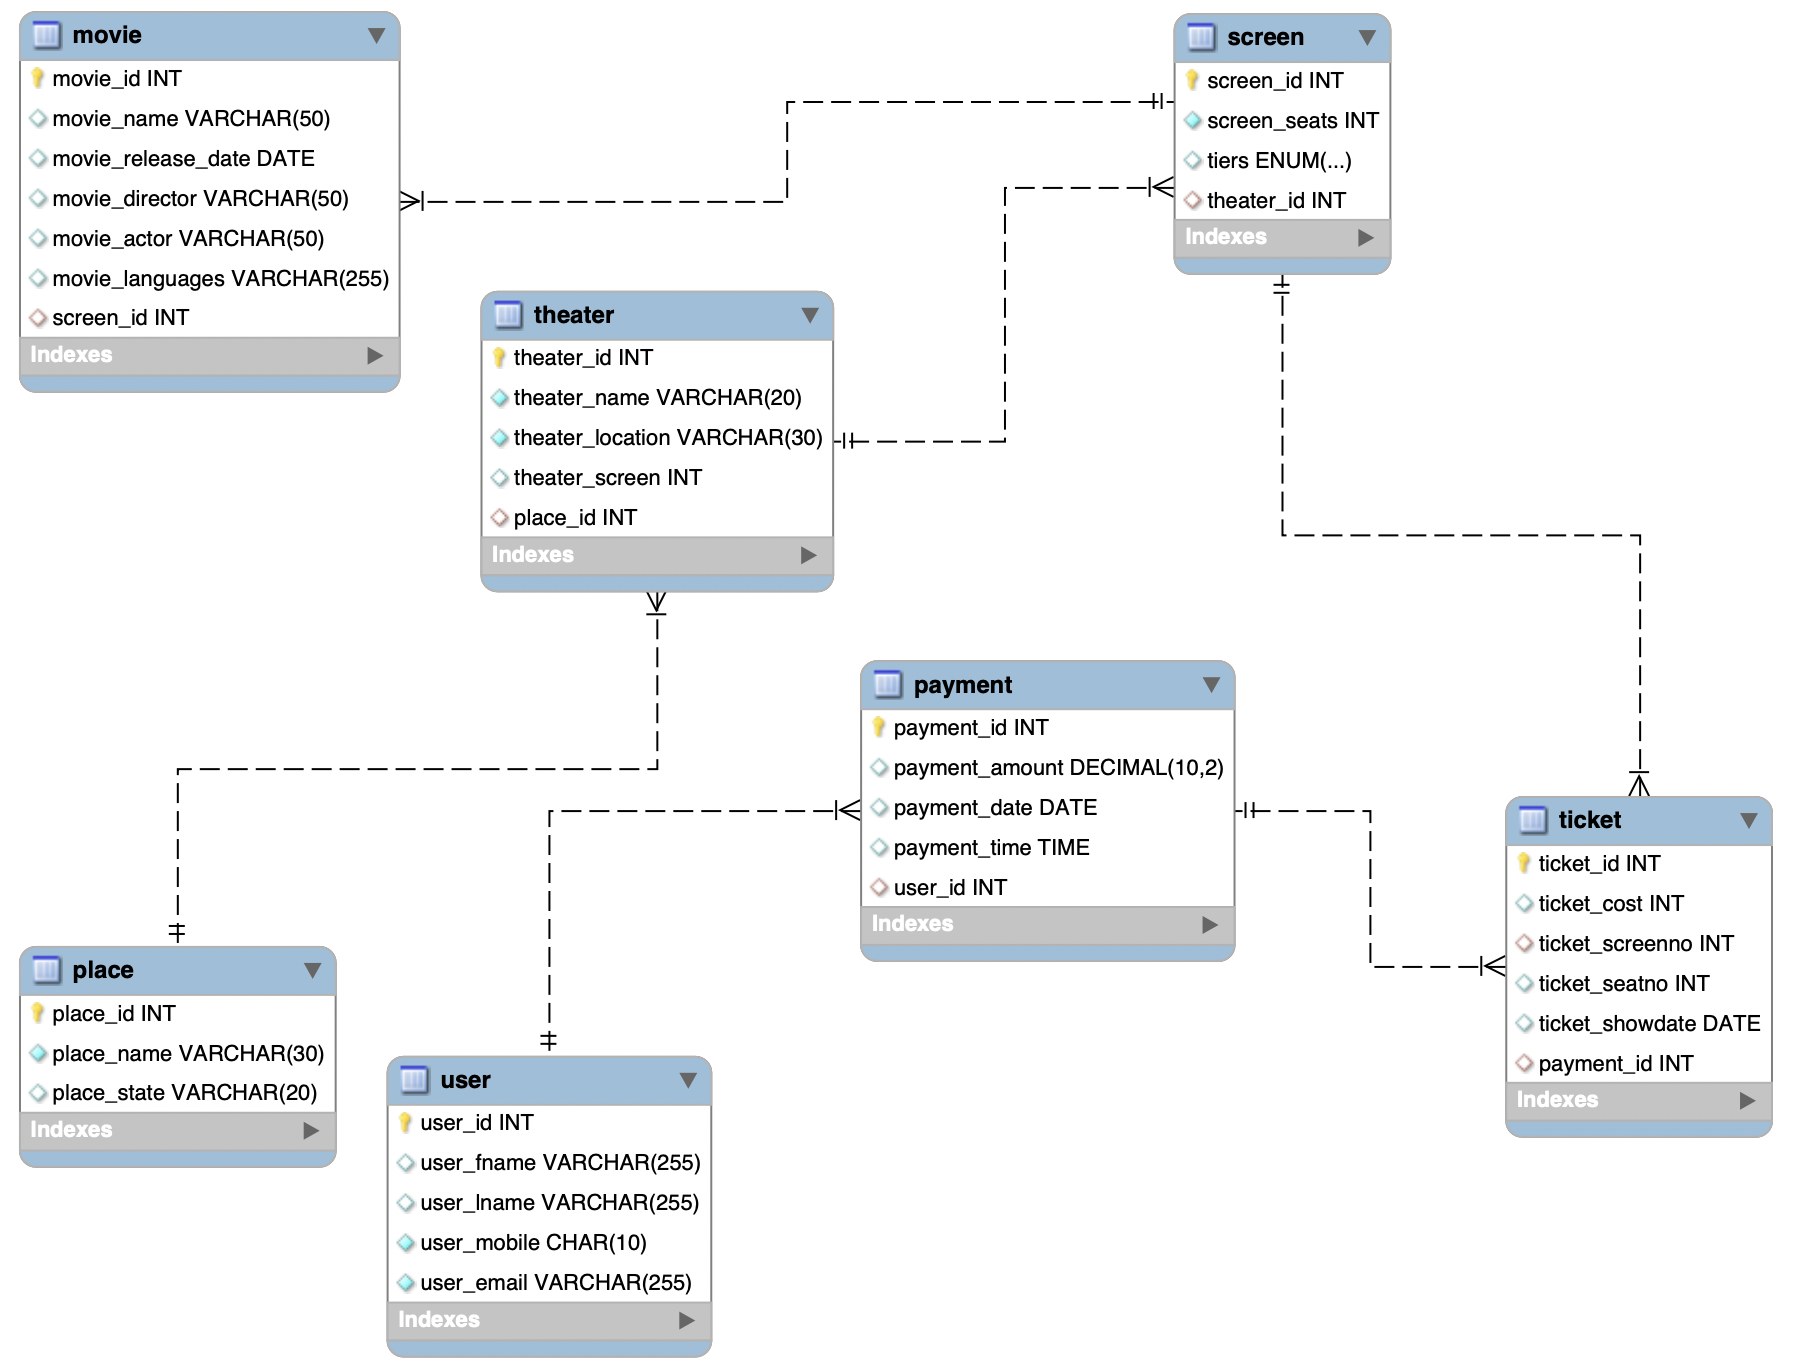 movie
movie_id INT
movie_name VARCHAR(50)
movie_release_date DATE
movie_director VARCHAR(50)
movie_actor VARCHAR(50)
movie_languages VARCHAR(255)
screen_id INT
Indexes
screen
screen_id INT
screen_seats INT
tiers ENUM(...)
theater_id INT
Indexes
theater
theater_id INT
theater_name VARCHAR(20)
theater_location VARCHAR(30)
theater_screen INT
place_id INT
Indexes
payment
payment_id INT
payment_amount DECIMAL(10,2)
payment_date DATE
payment_time TIME
user_id INT
Indexes
ticket
ticket_id INT
ticket_cost INT
ticket_screenno INT
ticket_seatno INT
ticket_showdate DATE
payment_id INT
Indexes
place
place_id INT
place_name VARCHAR(30)
place_state VARCHAR(20)
Indexes
user
user_id INT
user_fname VARCHAR(255)
user_lname VARCHAR(255)
user_mobile CHAR(10)
user_email VARCHAR(255)
Indexes